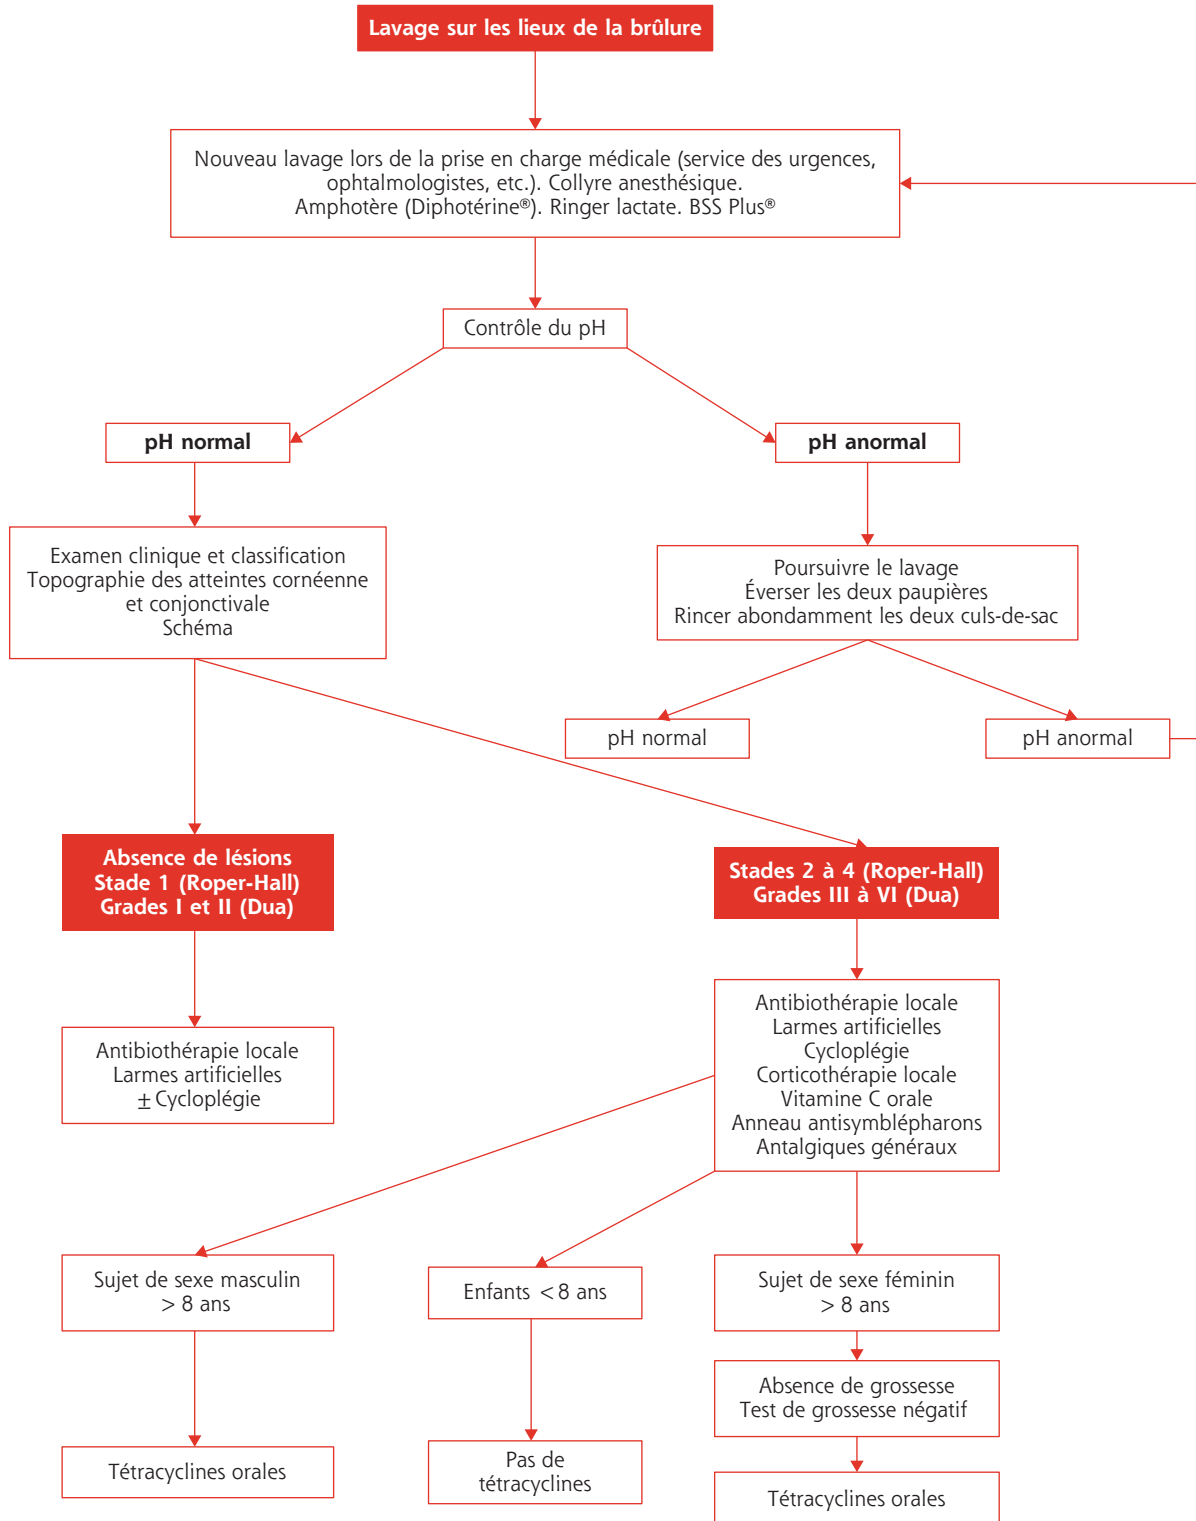 Lavage sur les lieux de la brûlure
Nouveau lavage lors de la prise en charge médicale (service des urgences,
ophtalmologistes, etc.). Collyre anesthésique.
Amphotère (Diphotérine®). Ringer lactate. BSS Plus®
Contrôle du pH
pH normal
pH anormal
Examen clinique et classification
Topographie des atteintes cornéenne
et conjonctivale
Schéma
Poursuivre le lavage
Éverser les deux paupières
Rincer abondamment les deux culs-de-sac
pH normal
pH anormal
Absence de lésions
Stade 1 (Roper-Hall)
Grades I et II (Dua)
Stades 2 à 4 (Roper-Hall)
Grades III à VI (Dua)
Antibiothérapie locale
Larmes artificielles
± Cycloplégie
Antibiothérapie locale
Larmes artificielles
Cycloplégie
Corticothérapie locale
Vitamine C orale
Anneau antisymblépharons
Antalgiques généraux
Sujet de sexe masculin
> 8 ans
Enfants < 8 ans
Sujet de sexe féminin
> 8 ans
Absence de grossesse
Test de grossesse négatif
Tétracyclines orales
Pas de
tétracyclines
Tétracyclines orales